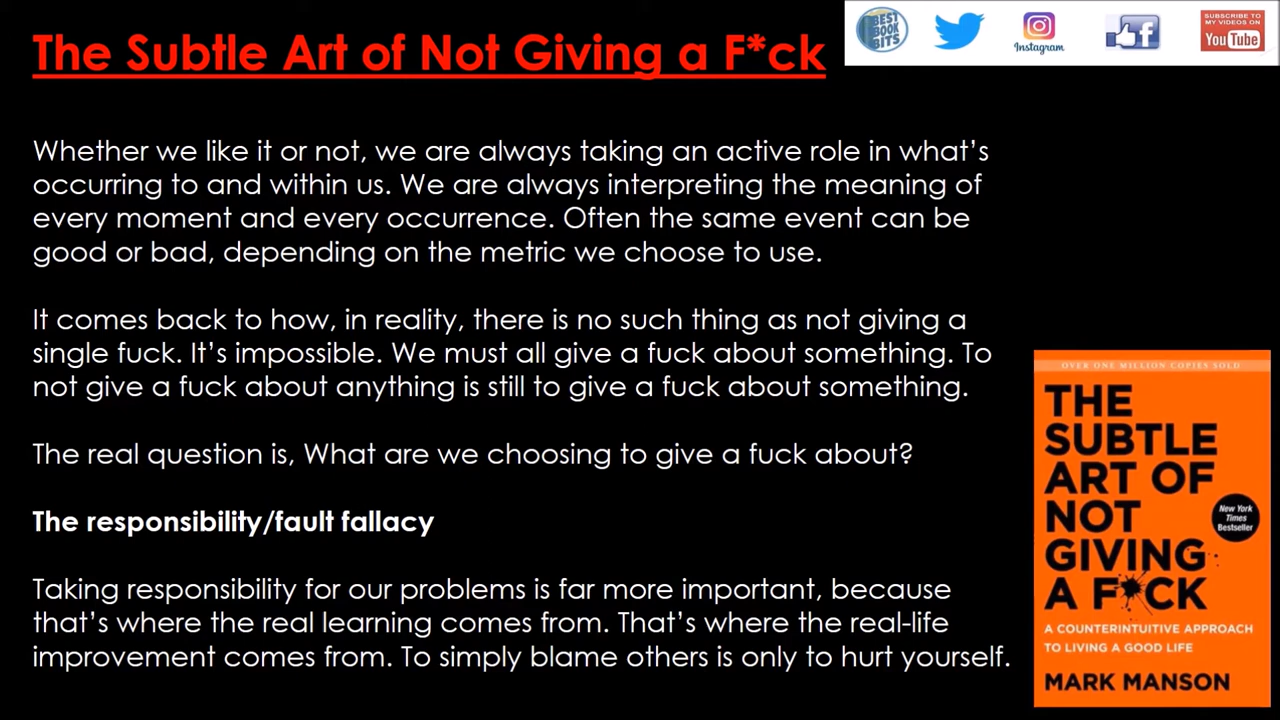 The Subtle Art of Not Giving a F*ck
BEST
BOOK
BITS
Instagram
SUBSCRIBE TO
MY VIDEOS ON
YouTube
Whether we like it or not, we are always taking an active role in what's
occurring to and within us. We are always interpreting the meaning of
every moment and every occurrence. Often the same event can be
good or bad, depending on the metric we choose to use.
It comes back to how, in reality, there is no such thing as not giving a
single fuck. It's impossible. We must all give a fuck about something. To
not give a fuck about anything is still to give a fuck about something.
The real question is, What are we choosing to give a fuck about?
The responsibility/fault fallacy
Taking responsibility for our problems is far more important, because
that's where the real learning comes from. That's where the real-life
improvement comes from. To simply blame others is only to hurt yourself.
OVER ONE MILLION COPIES SOLD
THE
SUBTLE
ART OF
NOT
GIVING
A F*CK
New York
Times
Bestseller
A COUNTERINTUITIVE APPROACH
TO LIVING A GOOD LIFE
MARK MANSON